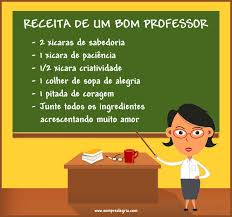 RECEITA DE UM BOM PROFESSOR
- 2 xícaras de sabedoria
- 1 xícara de paciência
- 1/2 xícara criatividade
- 1 colher de sopa de alegria
- 1 pitada de coragem
- Junte todos os ingredientes
acrescentando muito amor
www.semprealegria.com